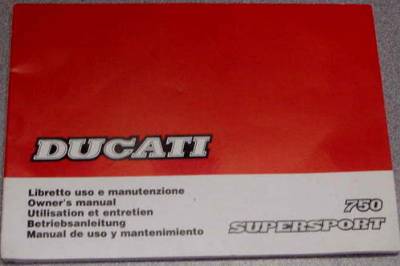 DUCATI
Libretto uso e manutenzione
Owner's manual
Utilisation et entretien
Betriebsanleitung
Manual de uso y mantenimiento
750
SUPERSPORT